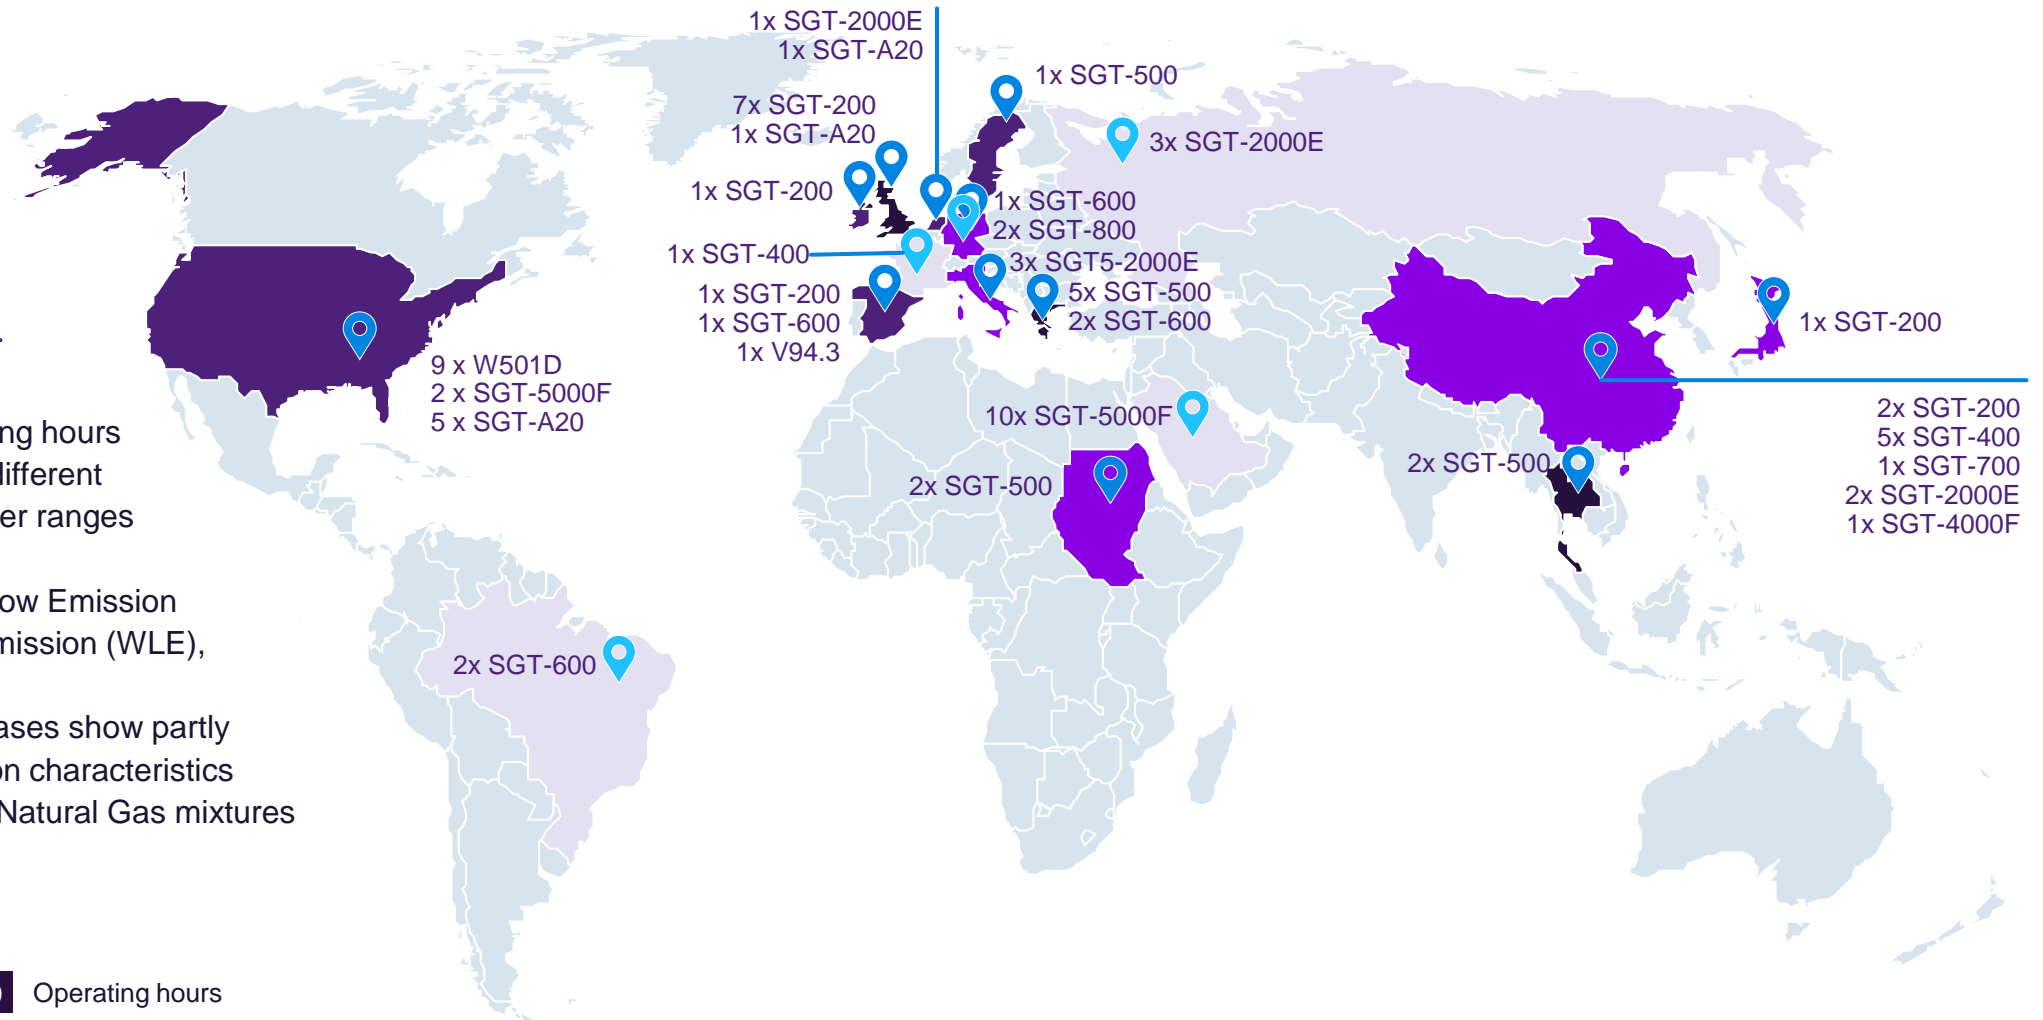 1x SGT-2000E
1x SGT-A20
1x SGT-500
7x SGT-200
1x SGT-A20
3x SGT-2000E
1x SGT-200
1x SGT-600
2x SGT-800
1x SGT-400
3x SGT5-2000E
1x SGT-200
1x SGT-600
1x V94.3
5x SGT-500
2x SGT-600
1x SGT-200
9 x W501D
2 x SGT-5000F
5 x SGT-A20
10x SGT-5000F
2x SGT-500
2x SGT-500
2x SGT-200
5x SGT-400
1x SGT-700
2x SGT-2000E
1x SGT-4000F
2x SGT-600
ng hours
different
er ranges
ow Emission
mission (WLE),
ases show partly
on characteristics
Natural Gas mixtures
Operating hours